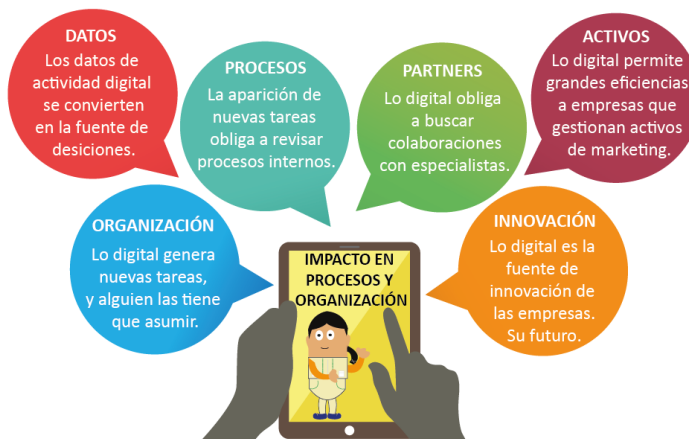 DATOS
Los datos de
actividad digital
se convierten
en la fuente de
desiciones.
PROCESOS
La aparición de
nuevas tareas
obliga a revisar
procesos internos.
PARTNERS
Lo digital obliga
a buscar
colaboraciones
con especialistas.
ACTIVOS
Lo digital permite
grandes eficiencias
a empresas que
gestionan activos
de marketing.
ORGANIZACIÓN
Lo digital genera
nuevas tareas,
y alguien las tiene
que asumir.
IMPACTO EN
PROCESOS Y
ORGANIZACIÓN
INNOVACIÓN
Lo digital es la
fuente de
innovación de
las empresas.
Su futuro.